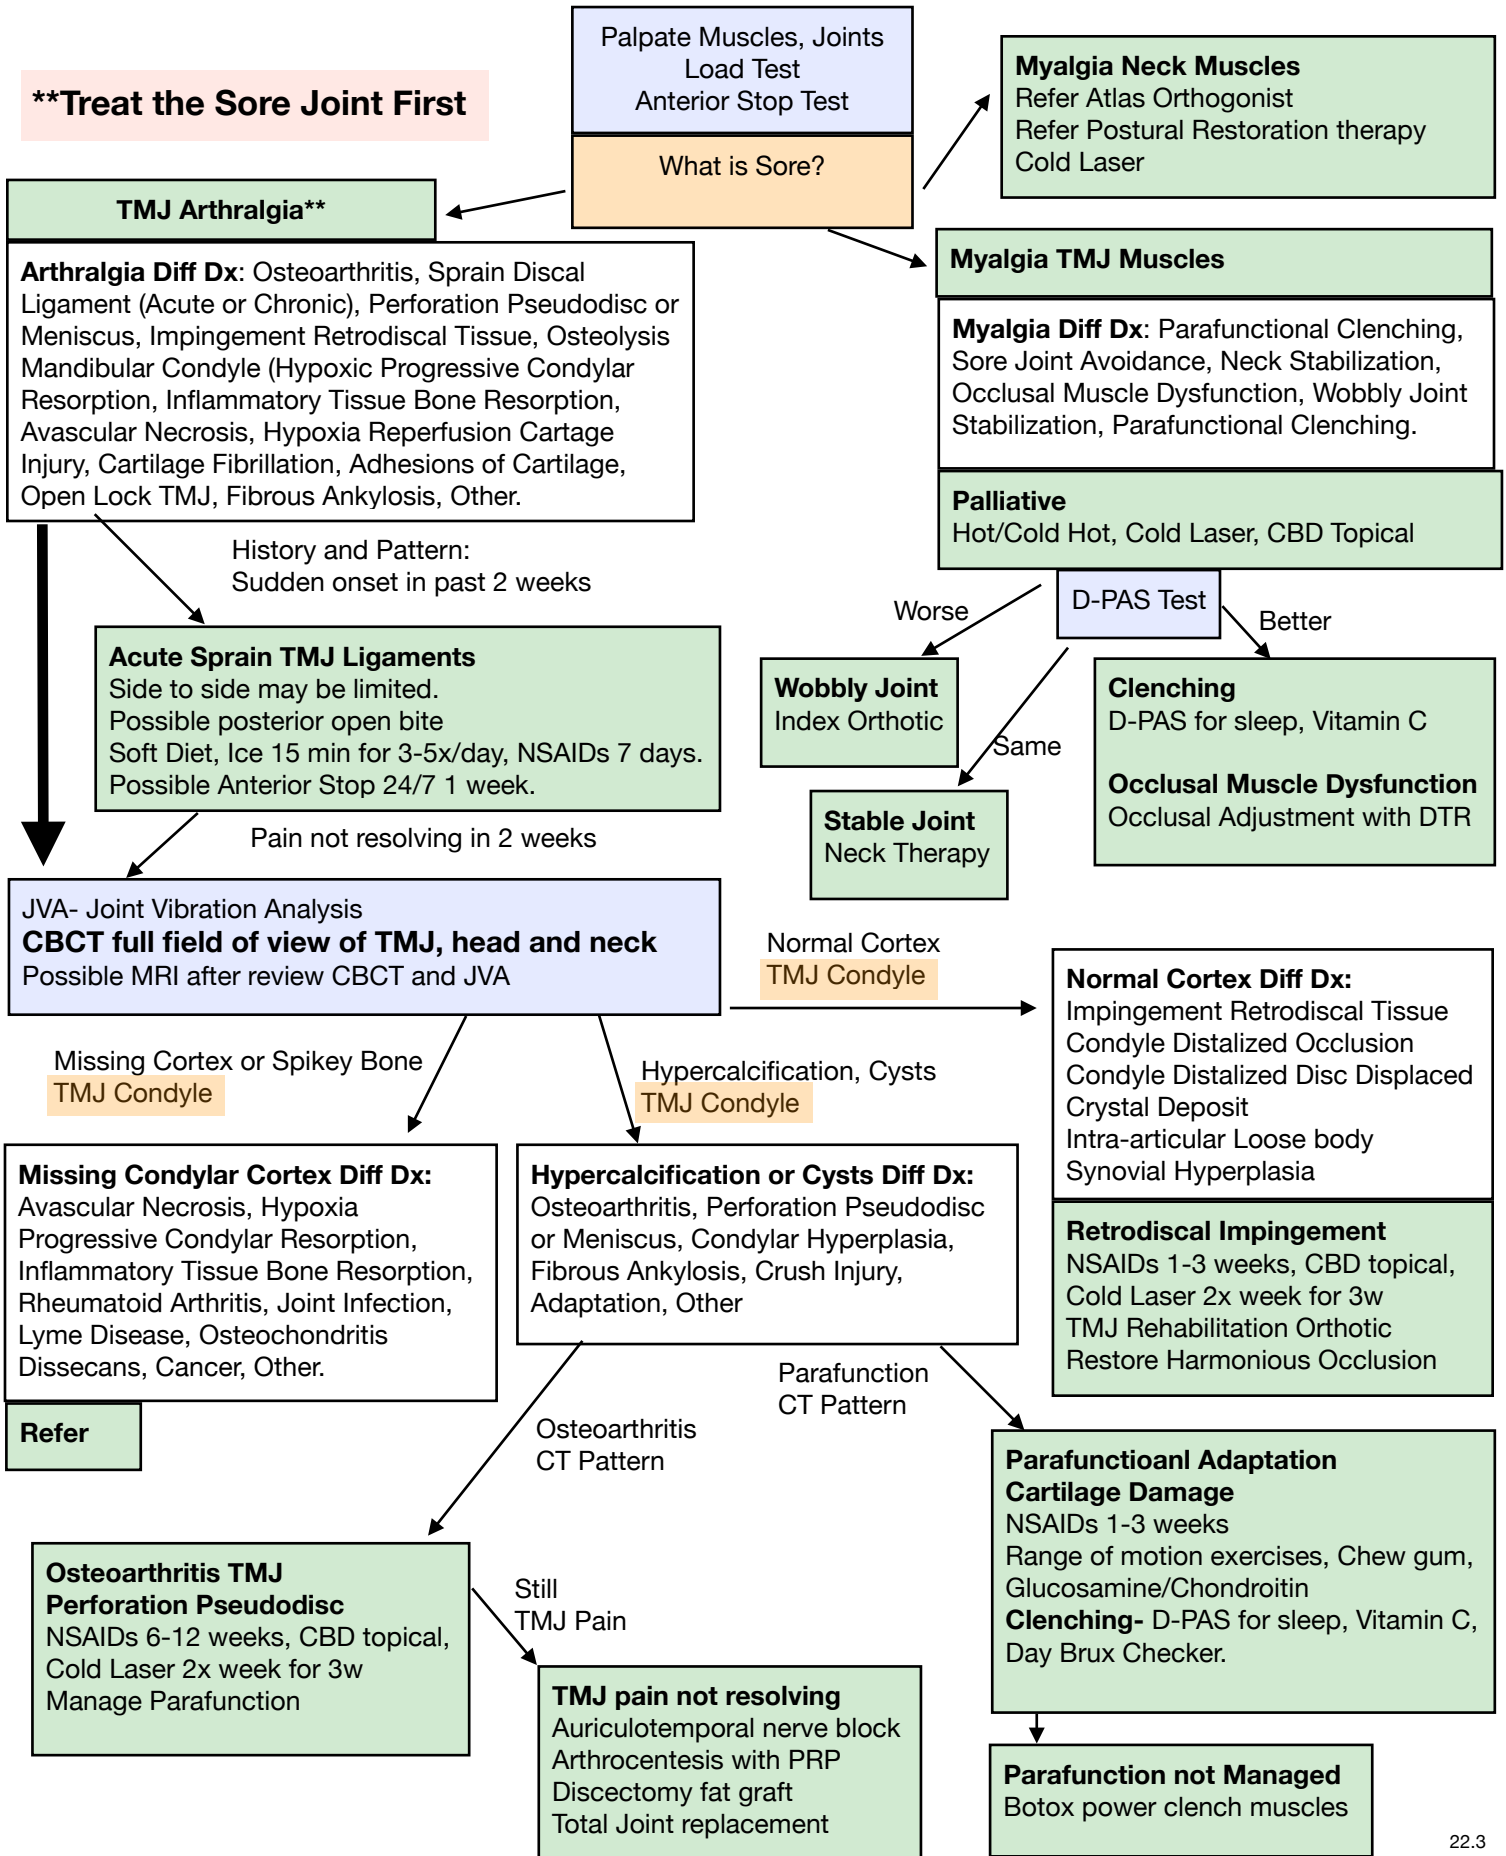 Palpate Muscles, Joints
Load Test
Anterior Stop Test
What is Sore?
**Treat the Sore Joint First
Myalgia Neck Muscles
Refer Atlas Orthogonist
Refer Postural Restoration therapy
Cold Laser
TMJ Arthralgia**
Arthralgia Diff Dx: Osteoarthritis, Sprain Discal
Ligament (Acute or Chronic), Perforation Pseudodisc or
Meniscus, Impingement Retrodiscal Tissue, Osteolysis
Mandibular Condyle (Hypoxic Progressive Condylar
Resorption, Inflammatory Tissue Bone Resorption,
Avascular Necrosis, Hypoxia Reperfusion Cartage
Injury, Cartilage Fibrillation, Adhesions of Cartilage,
Open Lock TMJ, Fibrous Ankylosis, Other.
Myalgia TMJ Muscles
Myalgia Diff Dx: Parafunctional Clenching,
Sore Joint Avoidance, Neck Stabilization,
Occlusal Muscle Dysfunction, Wobbly Joint
Stabilization, Parafunctional Clenching.
Palliative
Hot/Cold Hot, Cold Laser, CBD Topical
D-PAS Test
Worse
Better
Same
Wobbly Joint
Index Orthotic
Stable Joint
Neck Therapy
Clenching
D-PAS for sleep, Vitamin C
Occlusal Muscle Dysfunction
Occlusal Adjustment with DTR
History and Pattern:
Sudden onset in past 2 weeks
Acute Sprain TMJ Ligaments
Side to side may be limited.
Possible posterior open bite
Soft Diet, Ice 15 min for 3-5x/day, NSAIDs 7 days.
Possible Anterior Stop 24/7 1 week.
Pain not resolving in 2 weeks
JVA- Joint Vibration Analysis
CBCT full field of view of TMJ, head and neck
Possible MRI after review CBCT and JVA
Normal Cortex
TMJ Condyle
Normal Cortex Diff Dx:
Impingement Retrodiscal Tissue
Condyle Distalized Occlusion
Condyle Distalized Disc Displaced
Crystal Deposit
Intra-articular Loose body
Synovial Hyperplasia
Retrodiscal Impingement
NSAIDs 1-3 weeks, CBD topical,
Cold Laser 2x week for 3w
TMJ Rehabilitation Orthotic
Restore Harmonious Occlusion
Missing Cortex or Spikey Bone
TMJ Condyle
Hypercalcification, Cysts
TMJ Condyle
Missing Condylar Cortex Diff Dx:
Avascular Necrosis, Hypoxia
Progressive Condylar Resorption,
Inflammatory Tissue Bone Resorption,
Rheumatoid Arthritis, Joint Infection,
Lyme Disease, Osteochondritis
Dissecans, Cancer, Other.
Refer
Hypercalcification or Cysts Diff Dx:
Osteoarthritis, Perforation Pseudodisc
or Meniscus, Condylar Hyperplasia,
Fibrous Ankylosis, Crush Injury,
Adaptation, Other
Osteoarthritis
CT Pattern
Parafunction
CT Pattern
Osteoarthritis TMJ
Perforation Pseudodisc
NSAIDs 6-12 weeks, CBD topical,
Cold Laser 2x week for 3w
Manage Parafunction
Still
TMJ Pain
TMJ pain not resolving
Auriculotemporal nerve block
Arthrocentesis with PRP
Discectomy fat graft
Total Joint replacement
Parafunctioanl Adaptation
Cartilage Damage
NSAIDs 1-3 weeks
Range of motion exercises, Chew gum,
Glucosamine/Chondroitin
Clenching- D-PAS for sleep, Vitamin C,
Day Brux Checker.
Parafunction not Managed
Botox power clench muscles
22.3